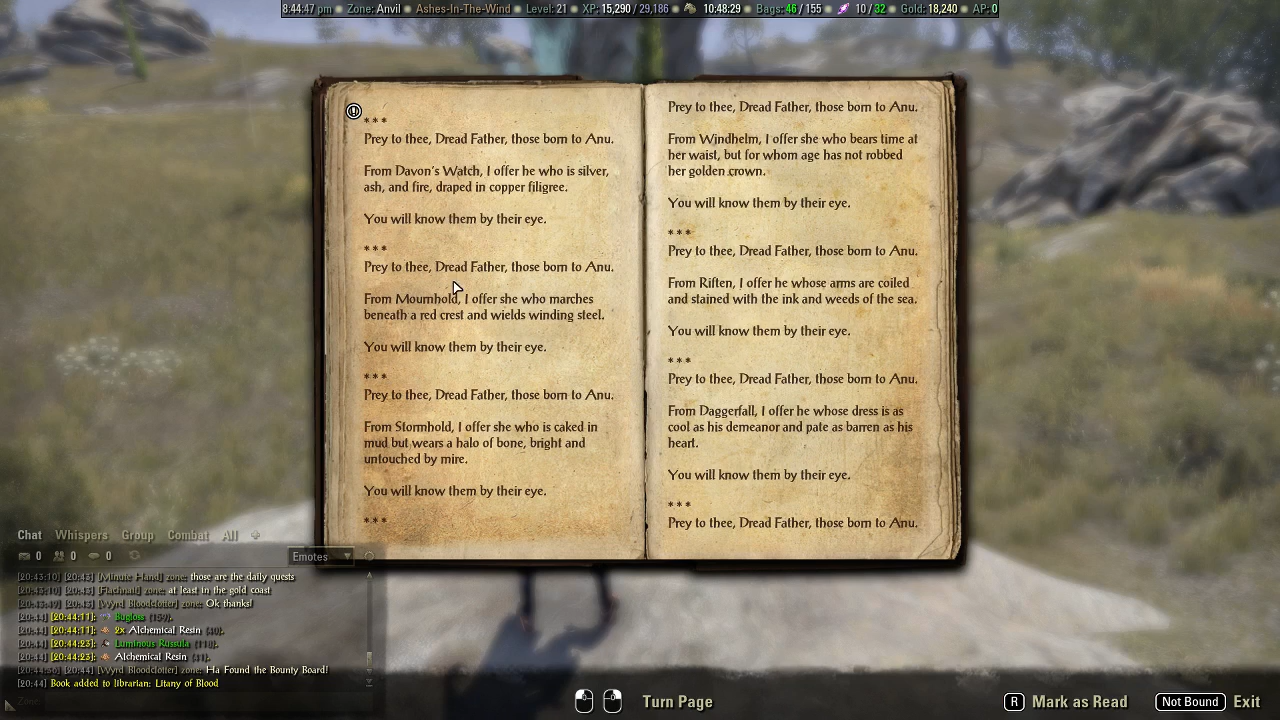 8:44:47 pm Zone: Anvil Ashes-In-The-Wind Level: 21 XP: 15,290 / 29,186 10:48:29 Bags: 46 / 155 10 / 32 Gold: 18,240 AP: 0
* * *
Prey to thee, Dread Father, those born to Anu.
From Davon's Watch, I offer he who is silver,
ash, and fire, draped in copper filigree.
You will know them by their eye.
* * *
Prey to thee, Dread Father, those born to Anu.
From Mournhold, I offer she who marches
beneath a red crest and wields winding steel.
You will know them by their eye.
* * *
Prey to thee, Dread Father, those born to Anu.
From Stormhold, I offer she who is caked in
mud but wears a halo of bone, bright and
untouched by mire.
You will know them by their eye.
* * *
Prey to thee, Dread Father, those born to Anu.
From Windhelm, I offer she who bears time at
her waist, but for whom age has not robbed
her golden crown.
You will know them by their eye.
* * *
Prey to thee, Dread Father, those born to Anu.
From Riften, I offer he whose arms are coiled
and stained with the ink and weeds of the sea.
You will know them by their eye.
* * *
Prey to thee, Dread Father, those born to Anu.
From Daggerfall, I offer he whose dress is as
cool as his demeanor and pate as barren as his
heart.
You will know them by their eye.
* * *
Prey to thee, Dread Father, those born to Anu.
Chat Whispers Group Combat All
0 0 0 Emotes
[20:43:10] [20:43] [Minute Hand] zone: those are the daily quests
[20:43] zone: at least in the gold coast
[20:43] [Wyrd Bloodclotter] zone: Ok thanks!
[20:44] [20:44:11]: Bugloss
[20:44] [20:44:11]: 2x Alchemical Resin
[20:44] [20:44:23]: Luminous Russula
[20:44] [20:44:23]: Alchemical Resin
[20:44] [Wyrd Bloodclotter] zone: Ha Found the Bounty Board!
[20:44] Book added to librarian: Litany of Blood
Zone:
Turn Page
R Mark as Read
Not Bound Exit